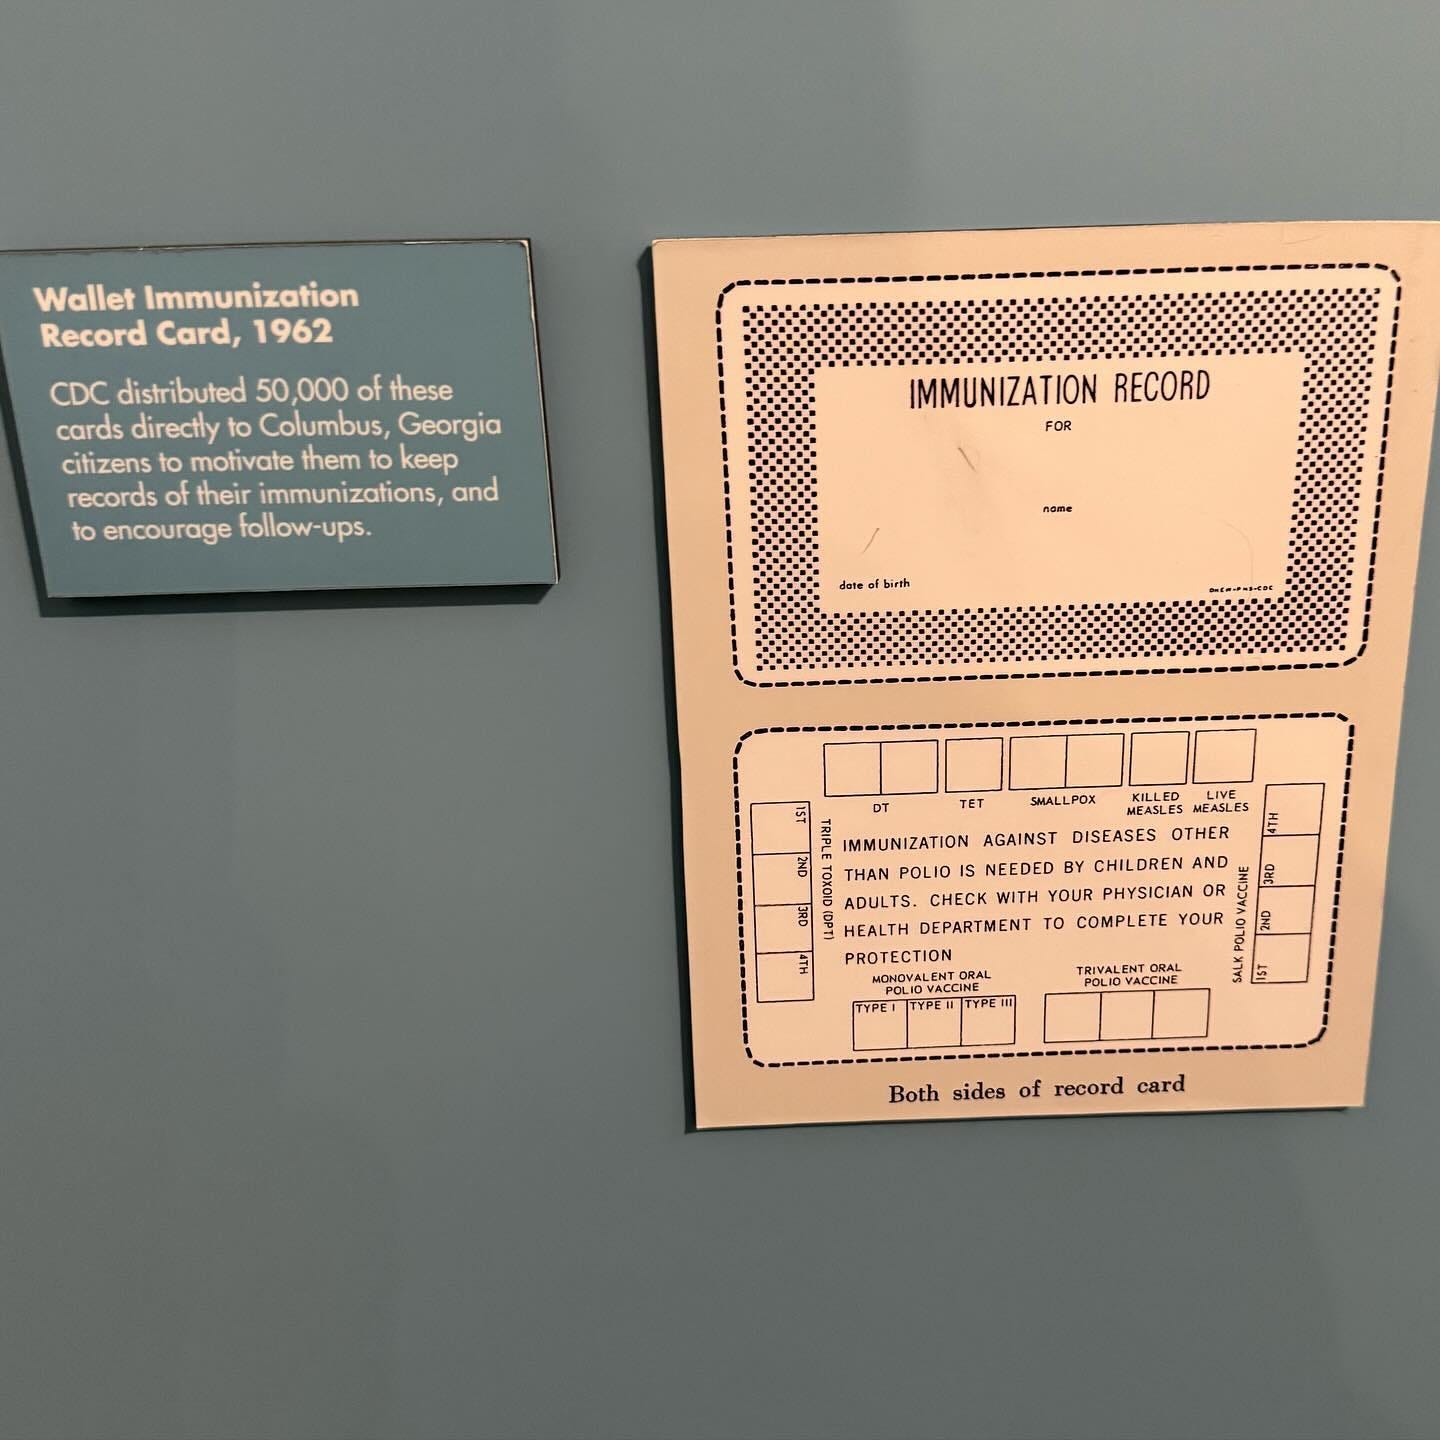 Wallet Immunization
Record Card, 1962
CDC distributed 50,000 of these
cards directly to Columbus, Georgia
citizens to motivate them to keep
records of their immunizations, and
to encourage follow-ups.
IMMUNIZATION RECORD
FOR
name
date of birth
DHEW-PHS-CDC
DT
TET
SMALLPOX
KILLED
MEASLES
LIVE
MEASLES
1ST
2ND
3RD
4TH
TRIPLE TOXOID (DPT)
IMMUNIZATION AGAINST DISEASES OTHER
THAN POLIO IS NEEDED BY CHILDREN AND
ADULTS. CHECK WITH YOUR PHYSICIAN OR
HEALTH DEPARTMENT TO COMPLETE YOUR
PROTECTION
SALK POLIO VACCINE
1ST
2ND
3RD
4TH
MONOVALENT ORAL
POLIO VACCINE
TYPE I TYPE II TYPE III
TRIVALENT ORAL
POLIO VACCINE
Both sides of record card